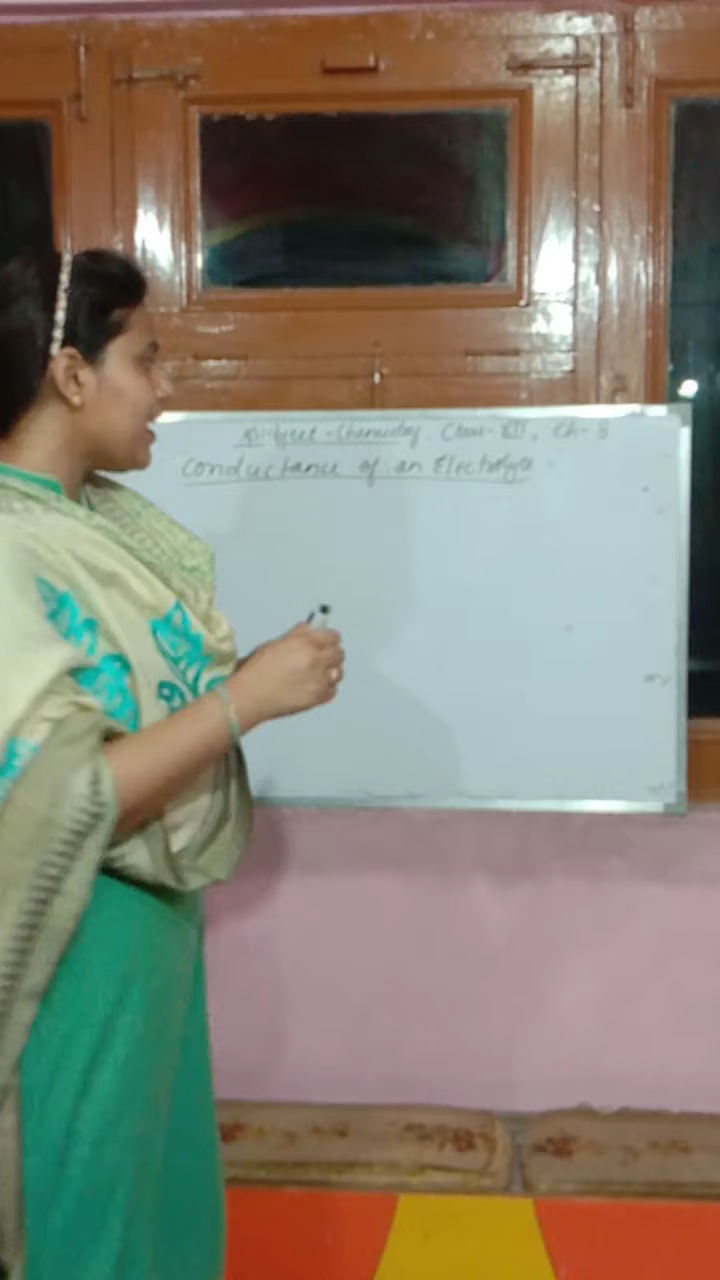 Subject - Chemistry Class - XII, Ch - 3
Conductance of an Electrolyte